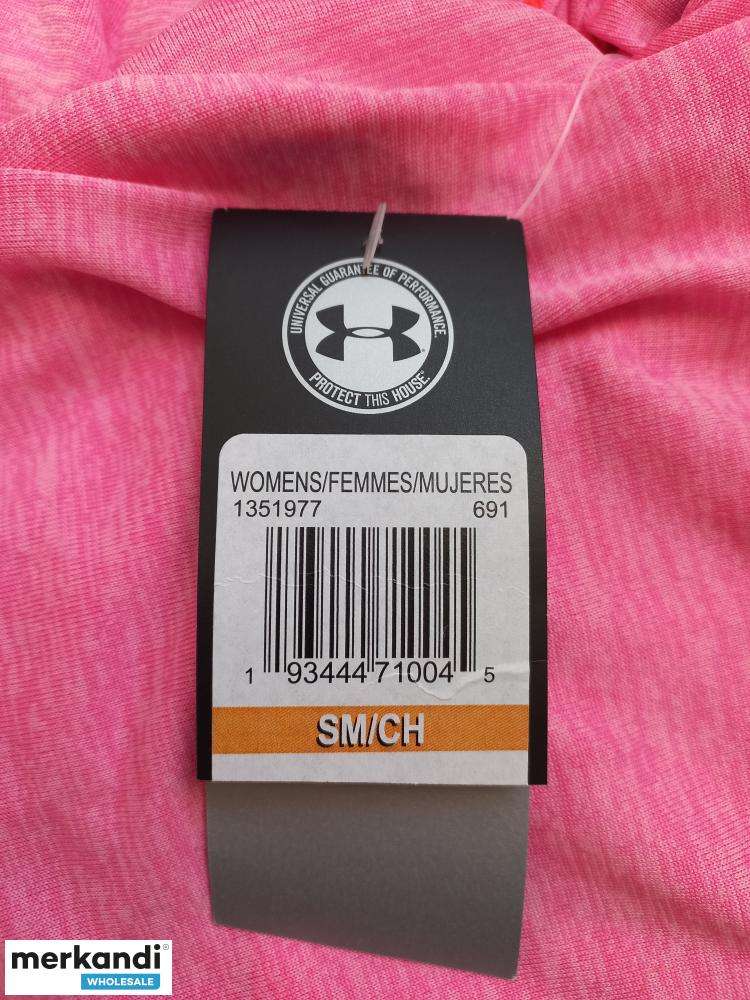 UNIVERSAL GUARANTEE OF PERFORMANCE.
PROTECT THIS HOUSE.®
WOMENS/FEMMES/MUJERES
1351977 691
1 93444 71004 5
SM/CH
merkandi®
WHOLESALE